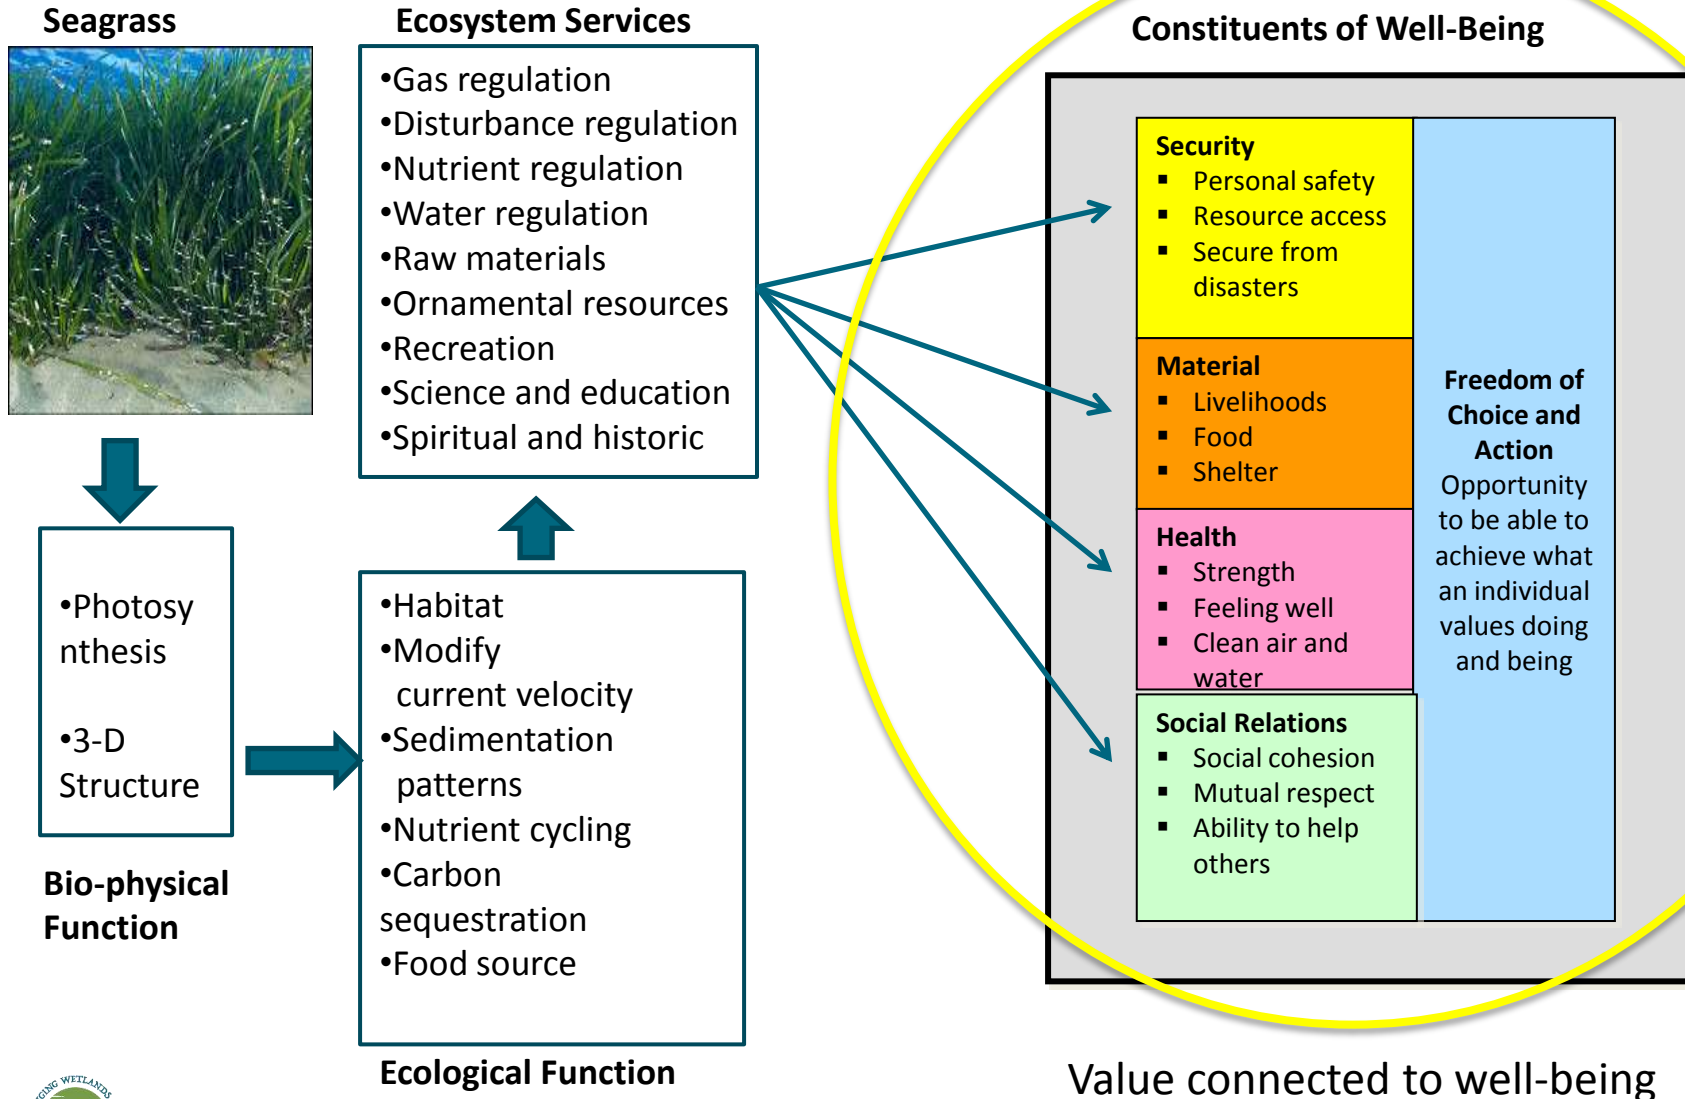 Seagrass
Ecosystem Services
•Gas regulation
•Disturbance regulation
•Nutrient regulation
•Water regulation
•Raw materials
•Ornamental resources
•Recreation
•Science and education
•Spiritual and historic
•Photosy
nthesis
•3-D
Structure
Bio-physical
Function
•Habitat
•Modify
current velocity
•Sedimentation
patterns
•Nutrient cycling
•Carbon
sequestration
•Food source
Ecological Function
Constituents of Well-Being
Security
▪ Personal safety
▪ Resource access
▪ Secure from
disasters
Material
▪ Livelihoods
▪ Food
▪ Shelter
Health
▪ Strength
▪ Feeling well
▪ Clean air and
water
Social Relations
▪ Social cohesion
▪ Mutual respect
▪ Ability to help
others
Freedom of
Choice and
Action
Opportunity
to be able to
achieve what
an individual
values doing
and being
Value connected to well-being
WETLANDS